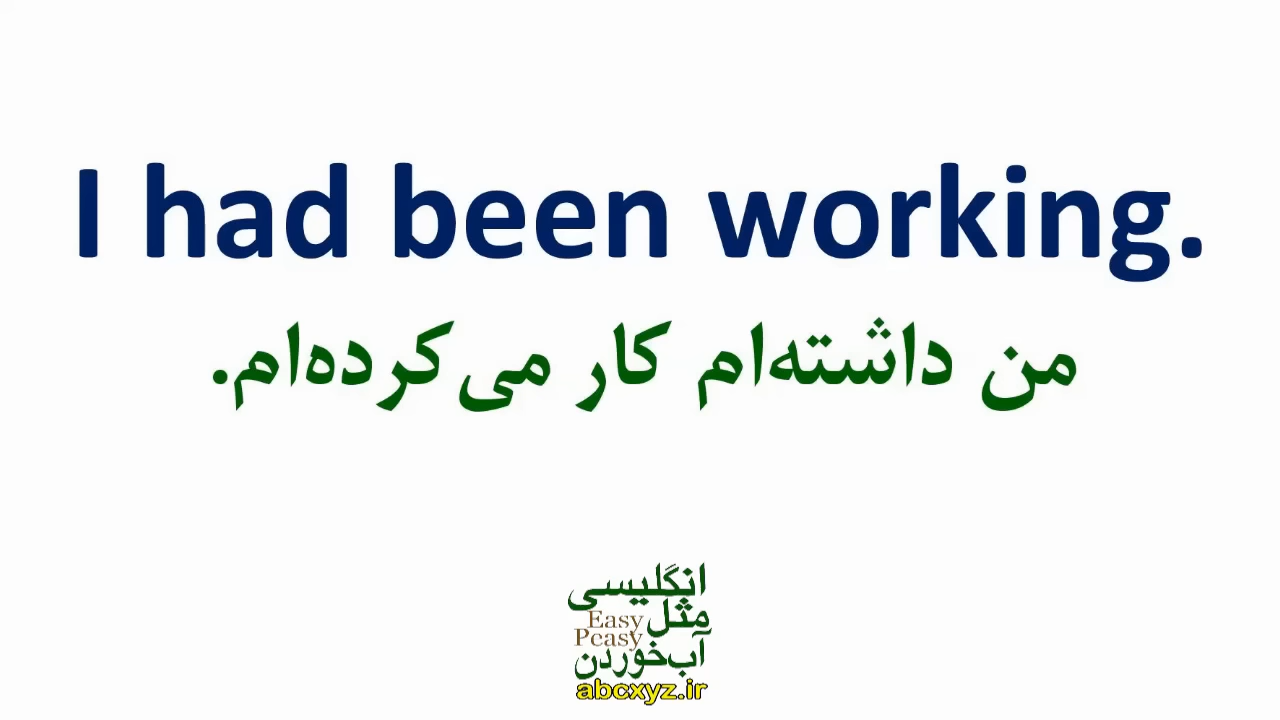 I had been working.
من داشته‌ام کار می‌کرده‌ام.
انگلیسی
مثل
Easy
Peasy
آب‌خوردن
abcxyz.ir